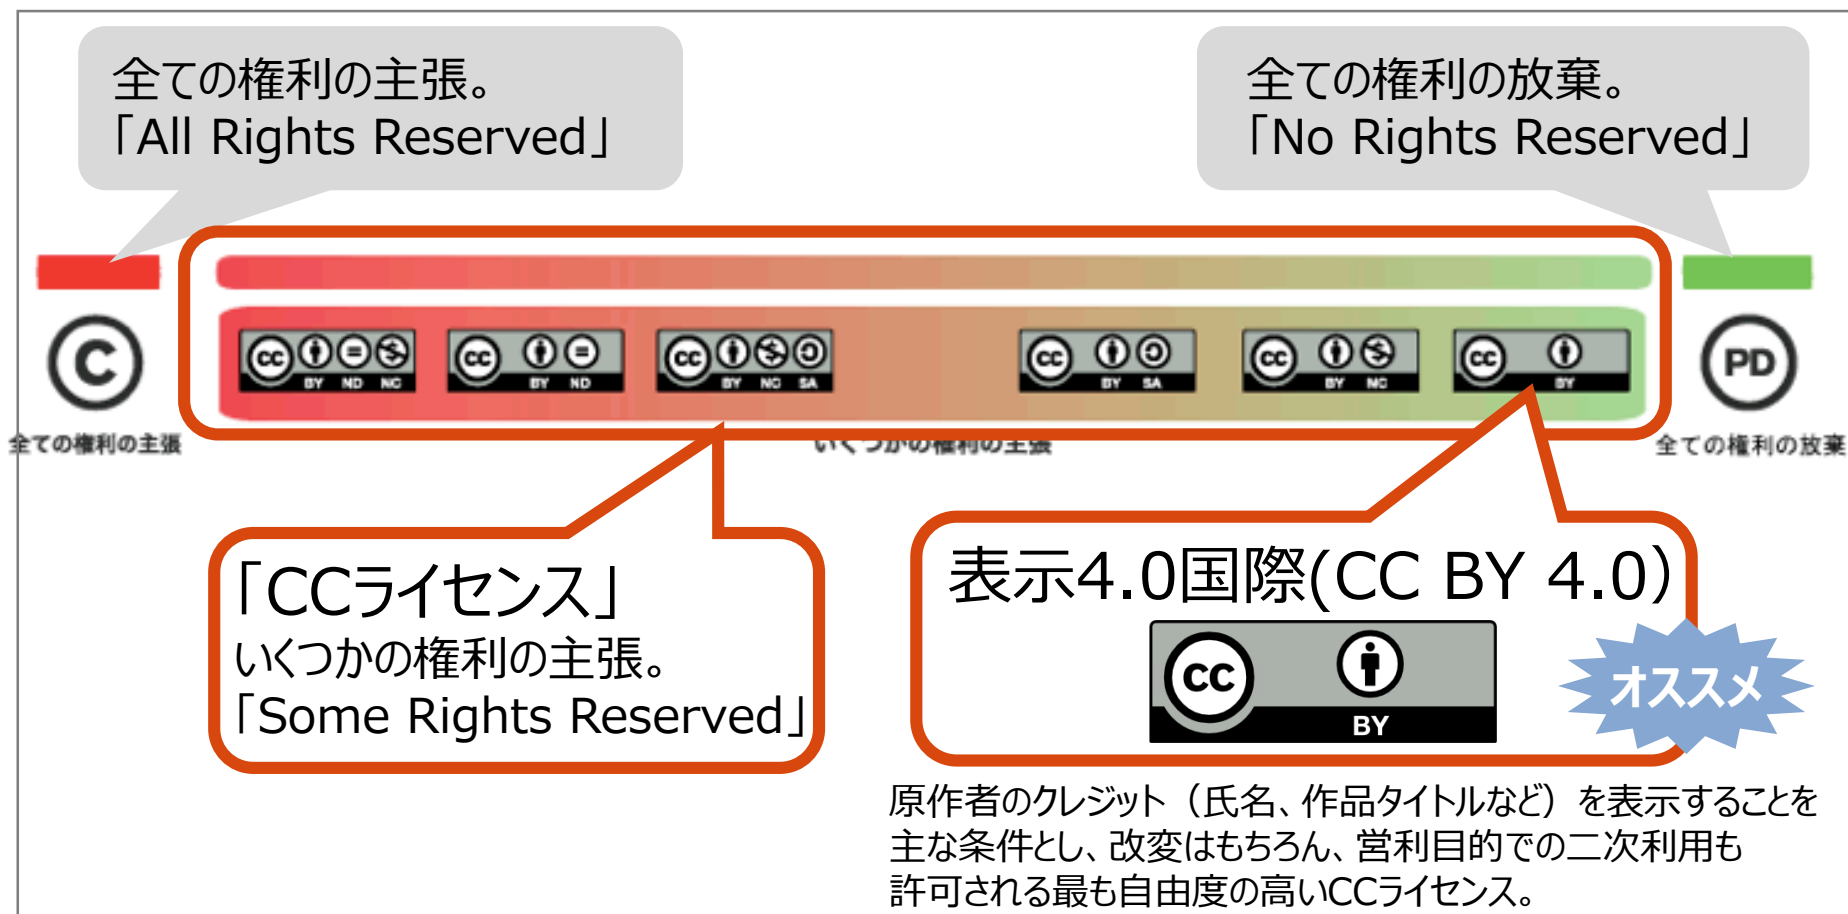 全ての権利の主張。
「All Rights Reserved」
全ての権利の放棄。
「No Rights Reserved」
C
cc BY ND NC
cc BY ND
cc BY NC SA
cc BY SA
cc BY NC
cc BY
PD
全ての権利の主張
いくつかの権利の主張
全ての権利の放棄
「CCライセンス」
いくつかの権利の主張。
「Some Rights Reserved」
表示4.0国際(CC BY 4.0）
cc
BY
オススメ
原作者のクレジット（氏名、作品タイトルなど）を表示することを
主な条件とし、改変はもちろん、営利目的での二次利用も
許可される最も自由度の高いCCライセンス。